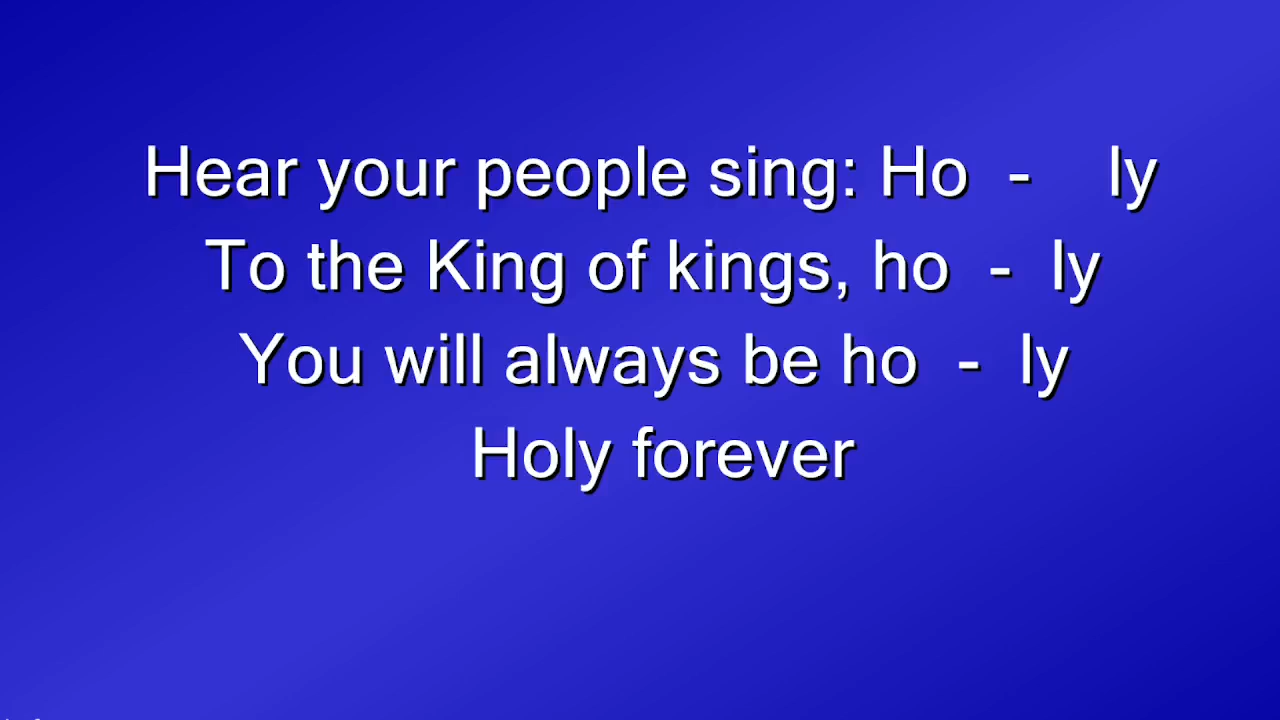 Hear your people sing: Ho - ly
To the King of kings, ho - ly
You will always be ho - ly
Holy forever